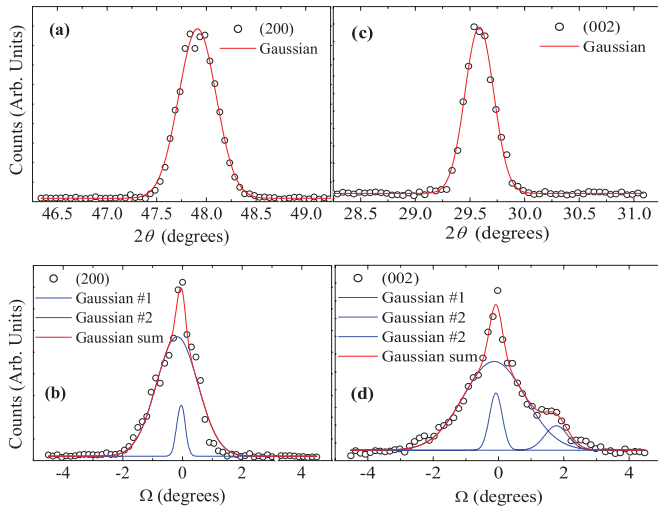 (a)
(200)
Gaussian
Counts (Arb. Units)
46.5 47.0 47.5 48.0 48.5 49.0
2θ (degrees)
(c)
(002)
Gaussian
28.5 29.0 29.5 30.0 30.5 31.0
2θ (degrees)
(200)
Gaussian #1
Gaussian #2
Gaussian sum
(b)
Counts (Arb. Units)
-4 -2 0 2 4
Ω (degrees)
(002)
Gaussian #1
Gaussian #2
Gaussian #2
Gaussian sum
(d)
-4 -2 0 2 4
Ω (degrees)